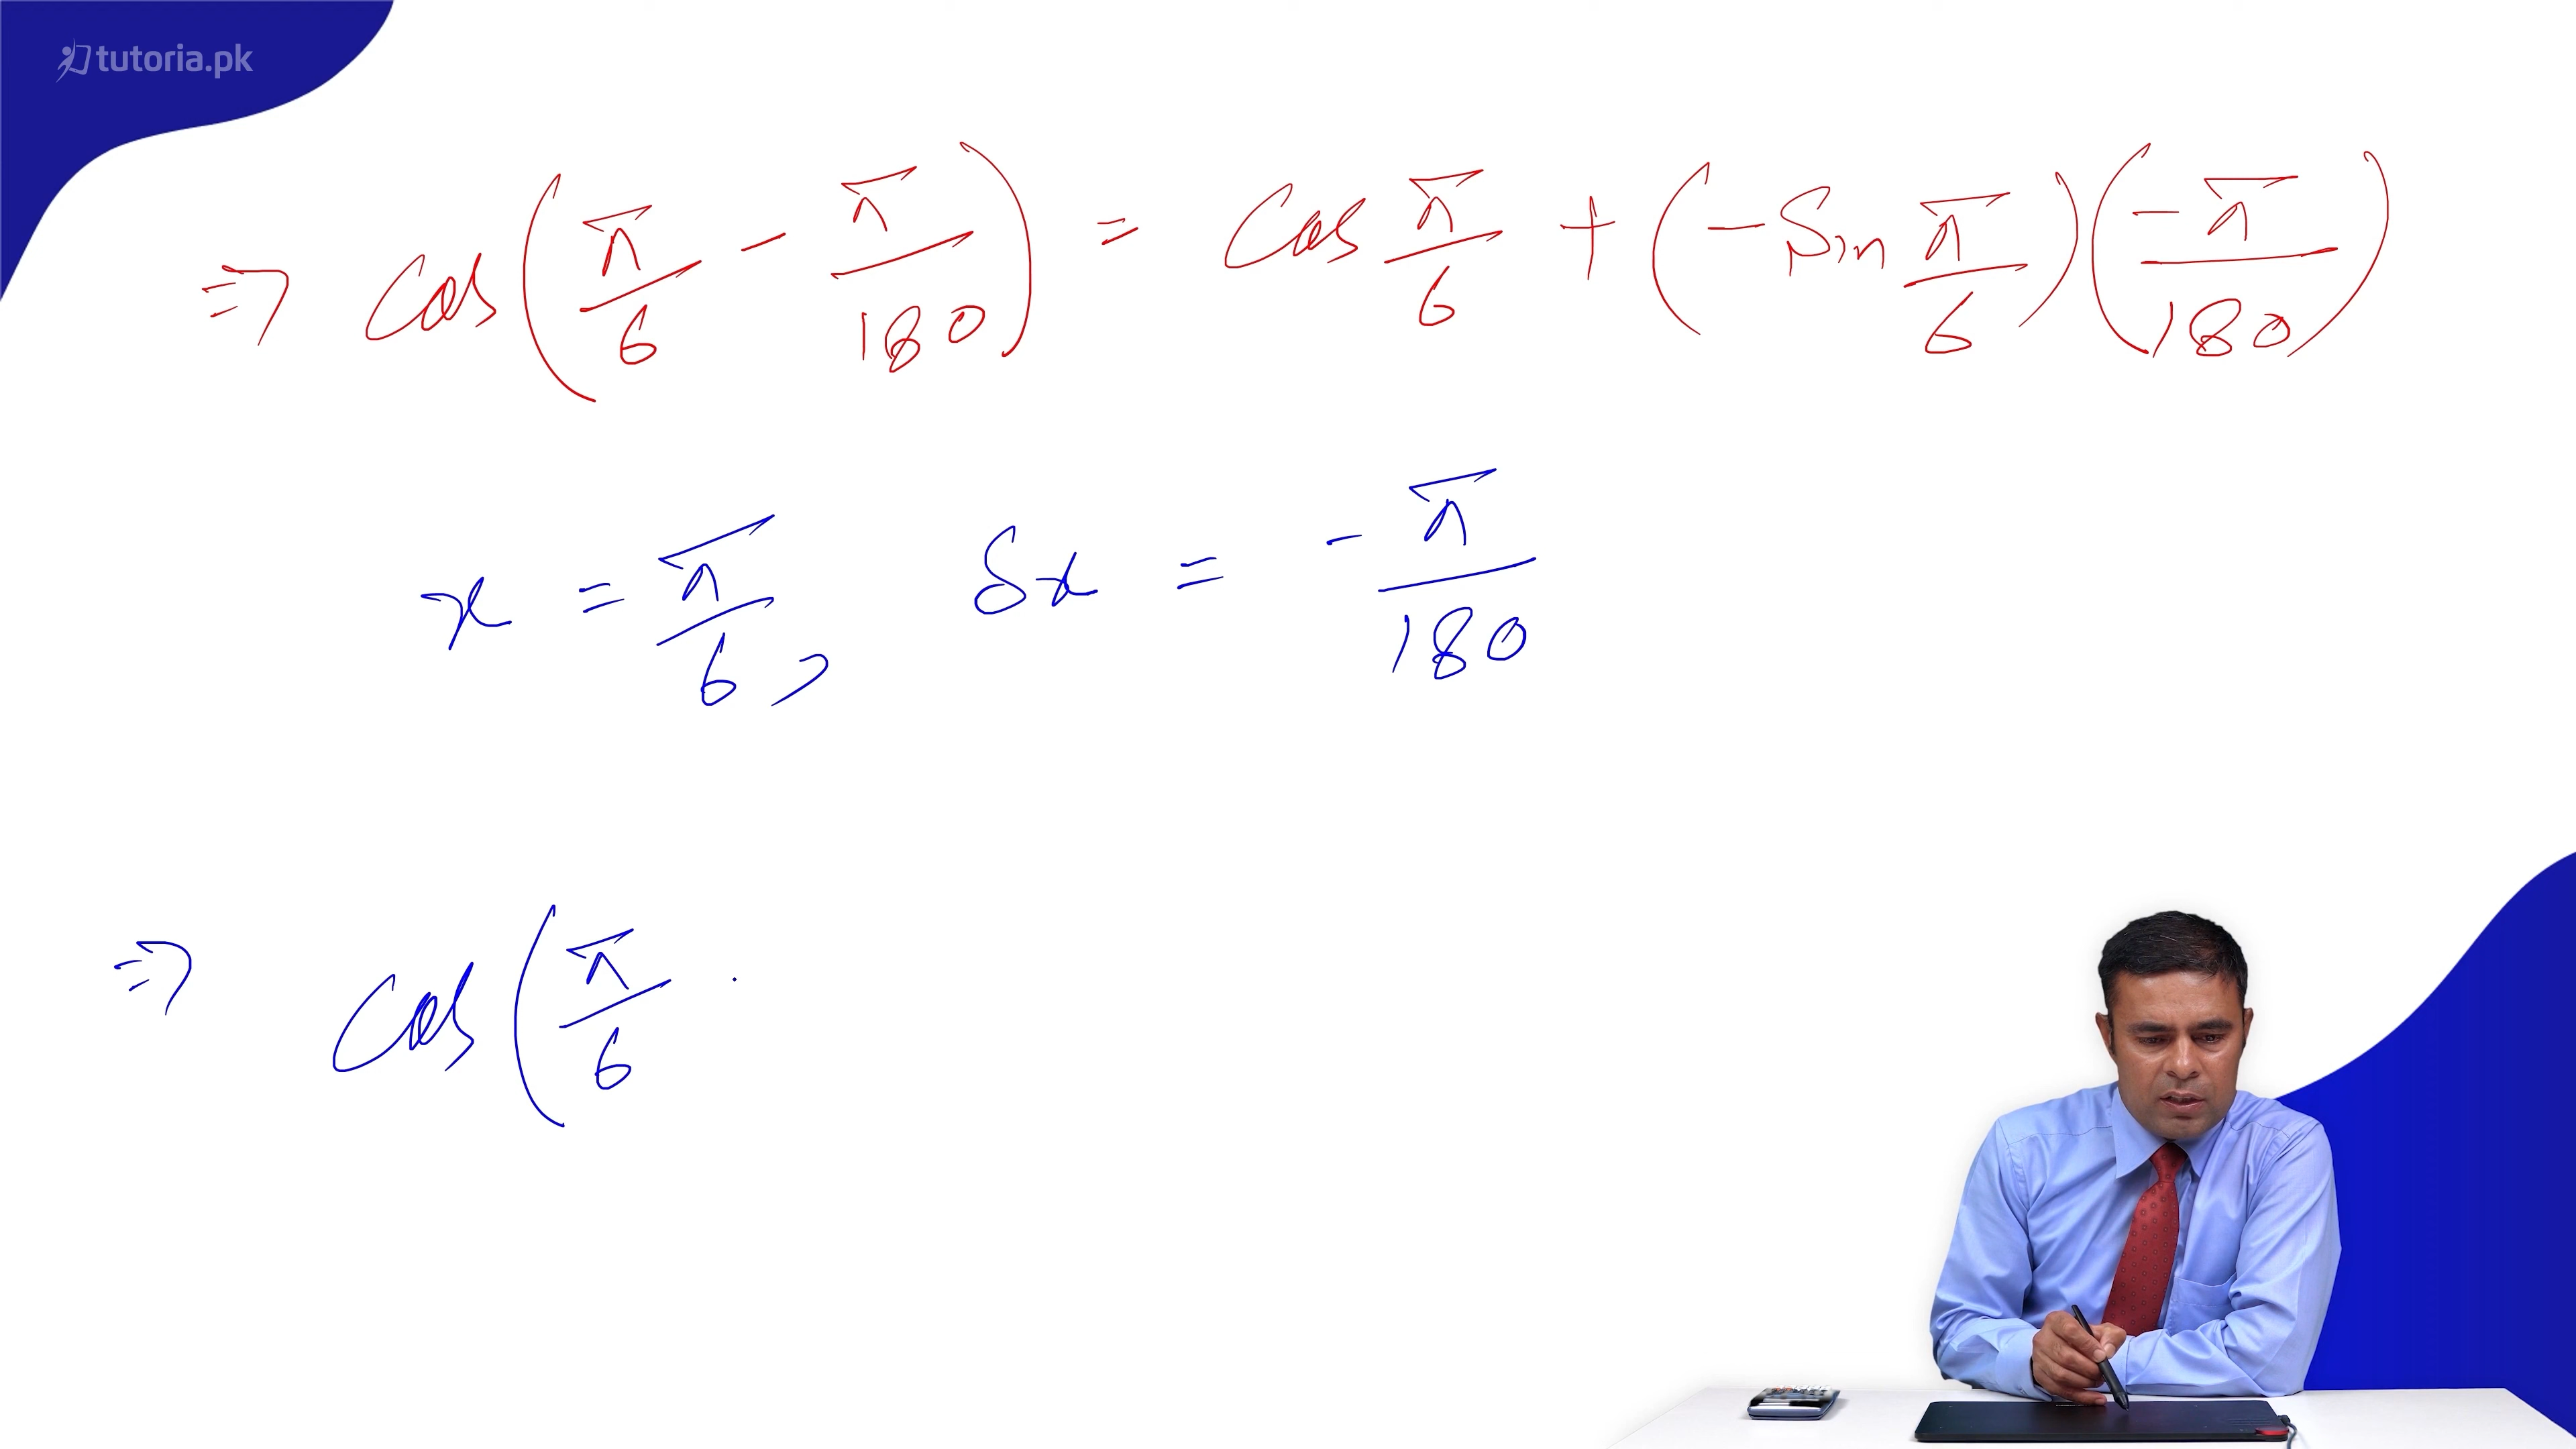 tutoria.pk
⇒ Cos(π/6 - π/180) = Cos π/6 + (-Sin π/6)(-π/180)
x = π/6, δx = -π/180
⇒ Cos(π/6